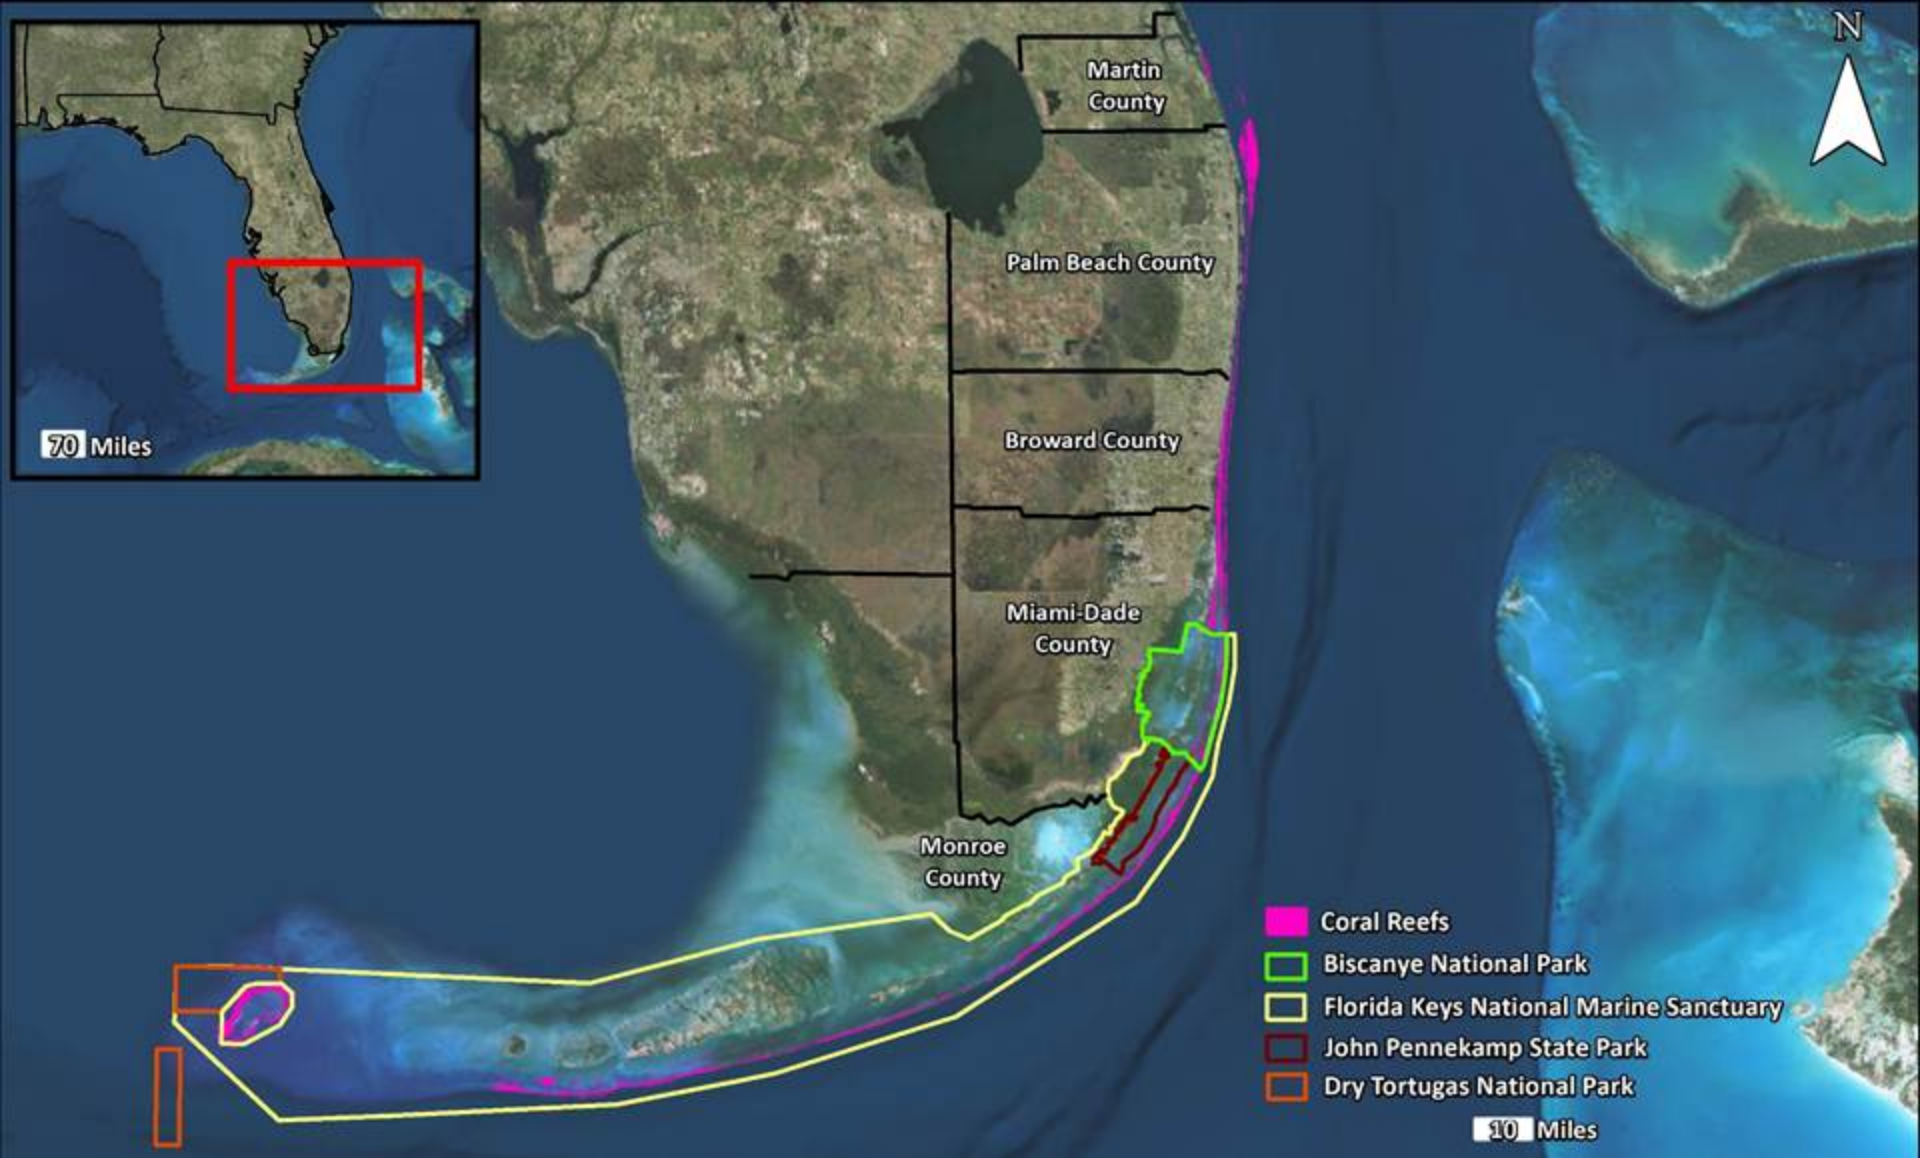 N
Martin
County
Palm Beach County
70 Miles
Broward County
Miami-Dade
County
Monroe
County
Coral Reefs
Biscanye National Park
Florida Keys National Marine Sanctuary
John Pennekamp State Park
Dry Tortugas National Park
10 Miles